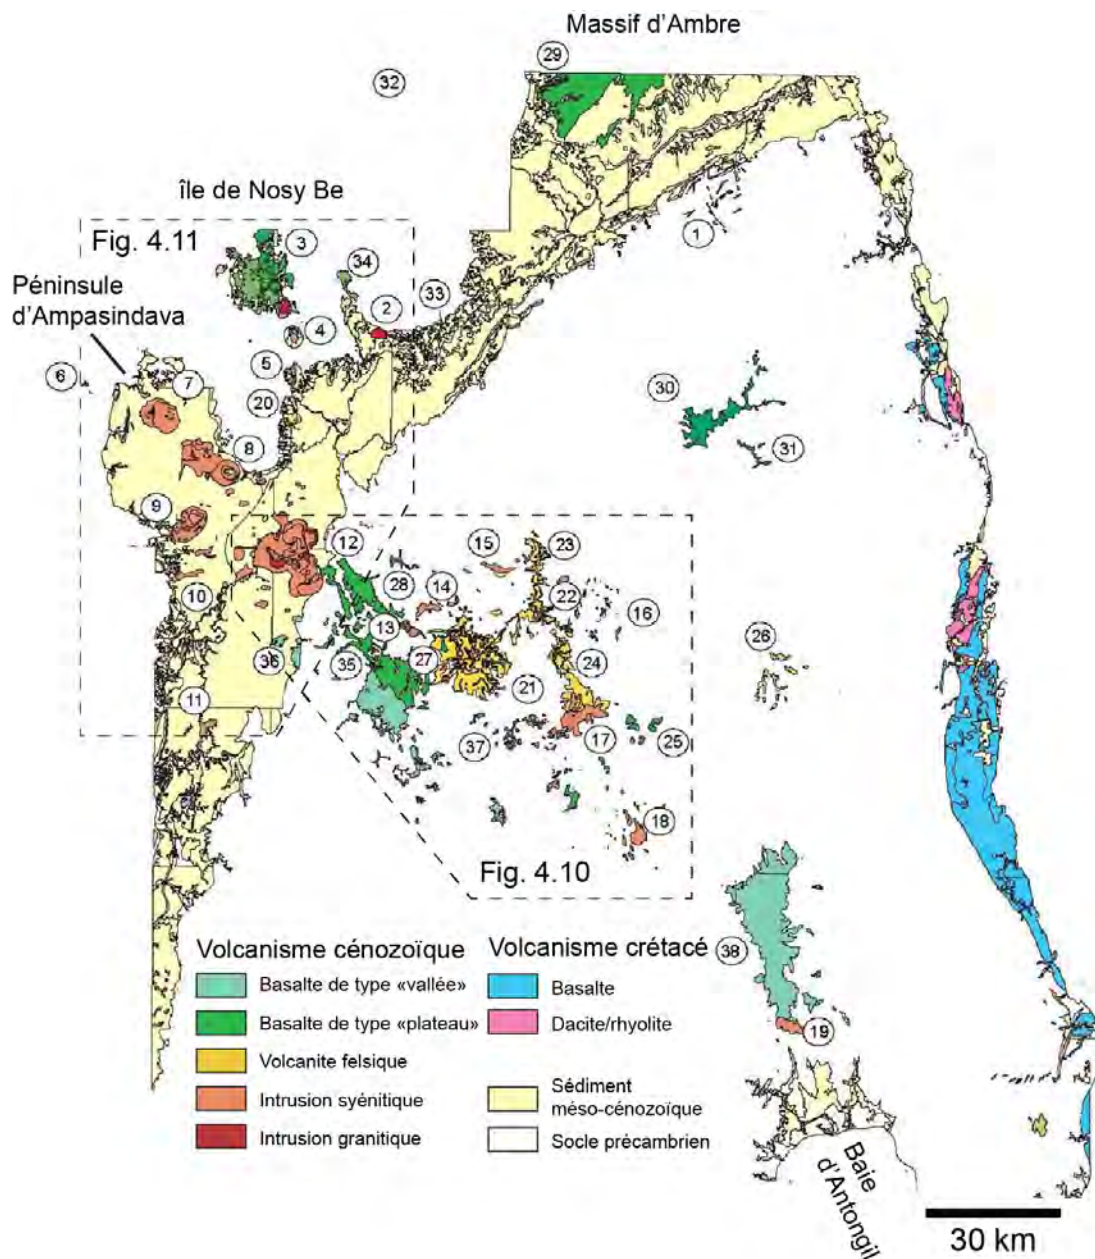 Massif d'Ambre
29
32
île de Nosy Be
Fig. 4.11
3
1
34
Péninsule
d'Ampasindava
2
33
4
5
6
7
20
30
8
31
9
12
15
23
28
14
10
22
16
13
26
36
35
27
24
21
11
37
17
25
18
Fig. 4.10
Volcanisme cénozoïque
Basalte de type «vallée»
Basalte de type «plateau»
Volcanite felsique
Intrusion syénitique
Intrusion granitique
Volcanisme crétacé
Basalte
Dacite/rhyolite
Sédiment
méso-cénozoïque
Socle précambrien
38
19
Baie
d'Antongil
30 km